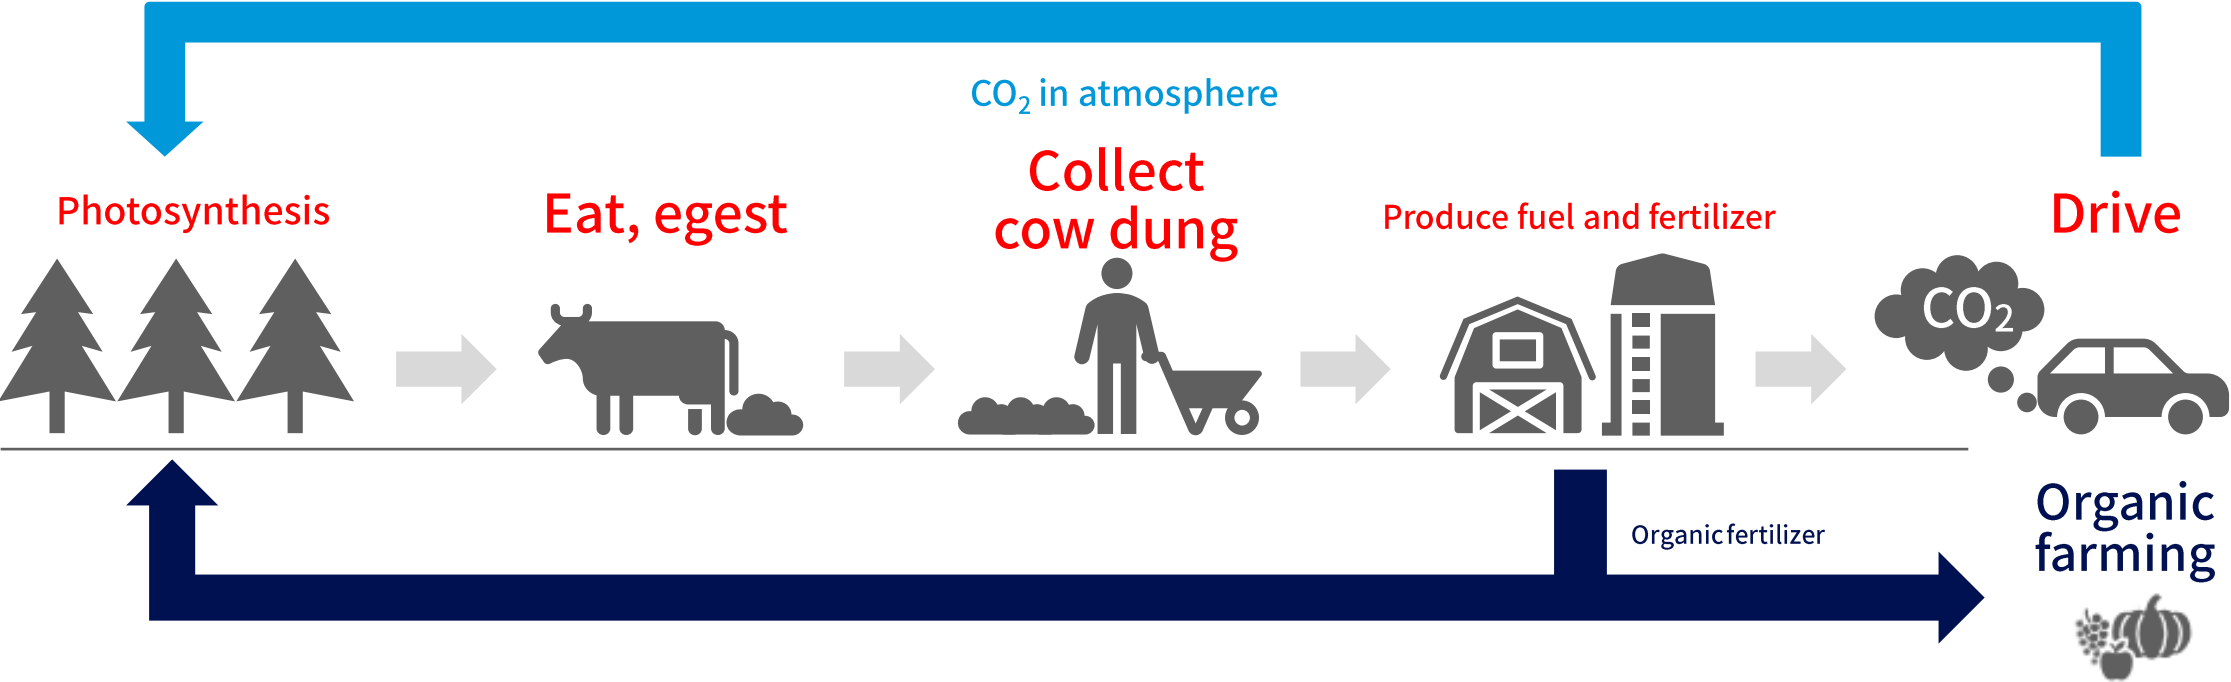 CO₂ in atmosphere
Photosynthesis
Eat, egest
Collect
cow dung
Produce fuel and fertilizer
Drive
CO₂
Organic fertilizer
Organic
farming